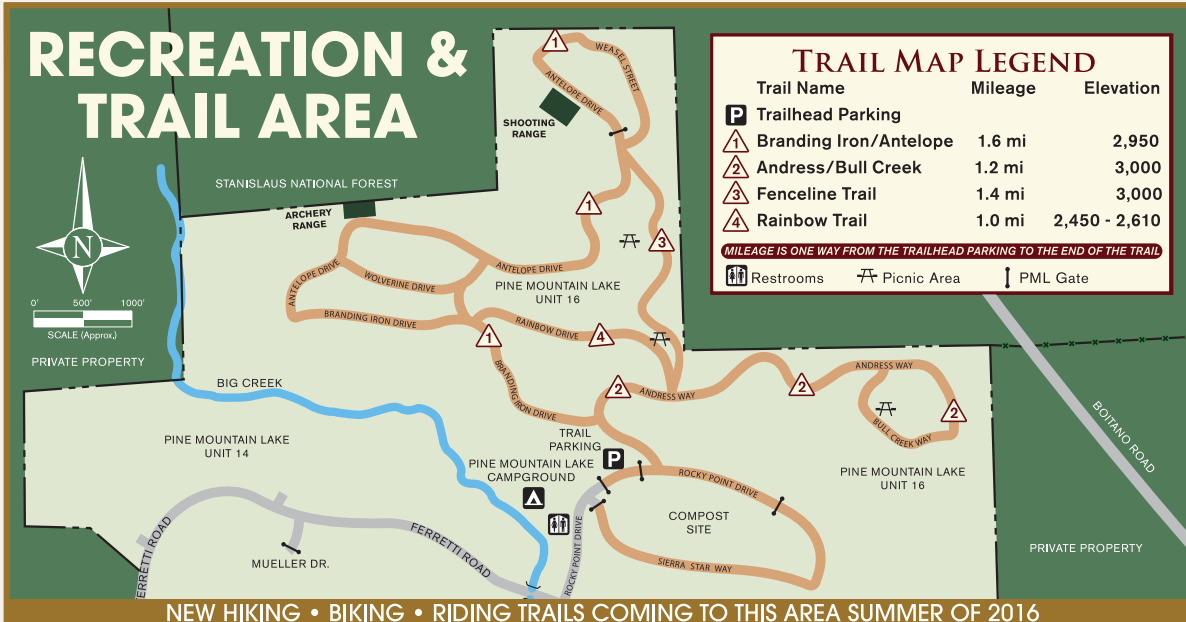 RECREATION &
TRAIL AREA
TRAIL MAP LEGEND
Trail Name Mileage Elevation
P Trailhead Parking
1 Branding Iron/Antelope 1.6 mi 2,950
2 Andress/Bull Creek 1.2 mi 3,000
3 Fenceline Trail 1.4 mi 3,000
4 Rainbow Trail 1.0 mi 2,450 - 2,610
MILEAGE IS ONE WAY FROM THE TRAILHEAD PARKING TO THE END OF THE TRAIL
Restrooms Picnic Area PML Gate
1
WEASEL STREET
ANTELOPE DRIVE
SHOOTING
RANGE
STANISLAUS NATIONAL FOREST
ARCHERY
RANGE
1
3
N
ANTELOPE DRIVE
ANTELOPE DRIVE
WOLVERINE DRIVE
PINE MOUNTAIN LAKE
UNIT 16
0' 500' 1000'
SCALE (Approx,)
BRANDING IRON DRIVE
RAINBOW DRIVE
1
4
PRIVATE PROPERTY
BIG CREEK
BRANDING IRON DRIVE
2
ANDRESS WAY
2
ANDRESS WAY
2
BULL CREEK WAY
BOITANO ROAD
PINE MOUNTAIN LAKE
UNIT 14
TRAIL
PARKING
P
PINE MOUNTAIN LAKE
CAMPGROUND
ROCKY POINT DRIVE
PINE MOUNTAIN LAKE
UNIT 16
COMPOST
SITE
FERRETTI ROAD
MUELLER DR.
FERRETTI ROAD
ROCKY POINT DRIVE
SIERRA STAR WAY
PRIVATE PROPERTY
NEW HIKING • BIKING • RIDING TRAILS COMING TO THIS AREA SUMMER OF 2016